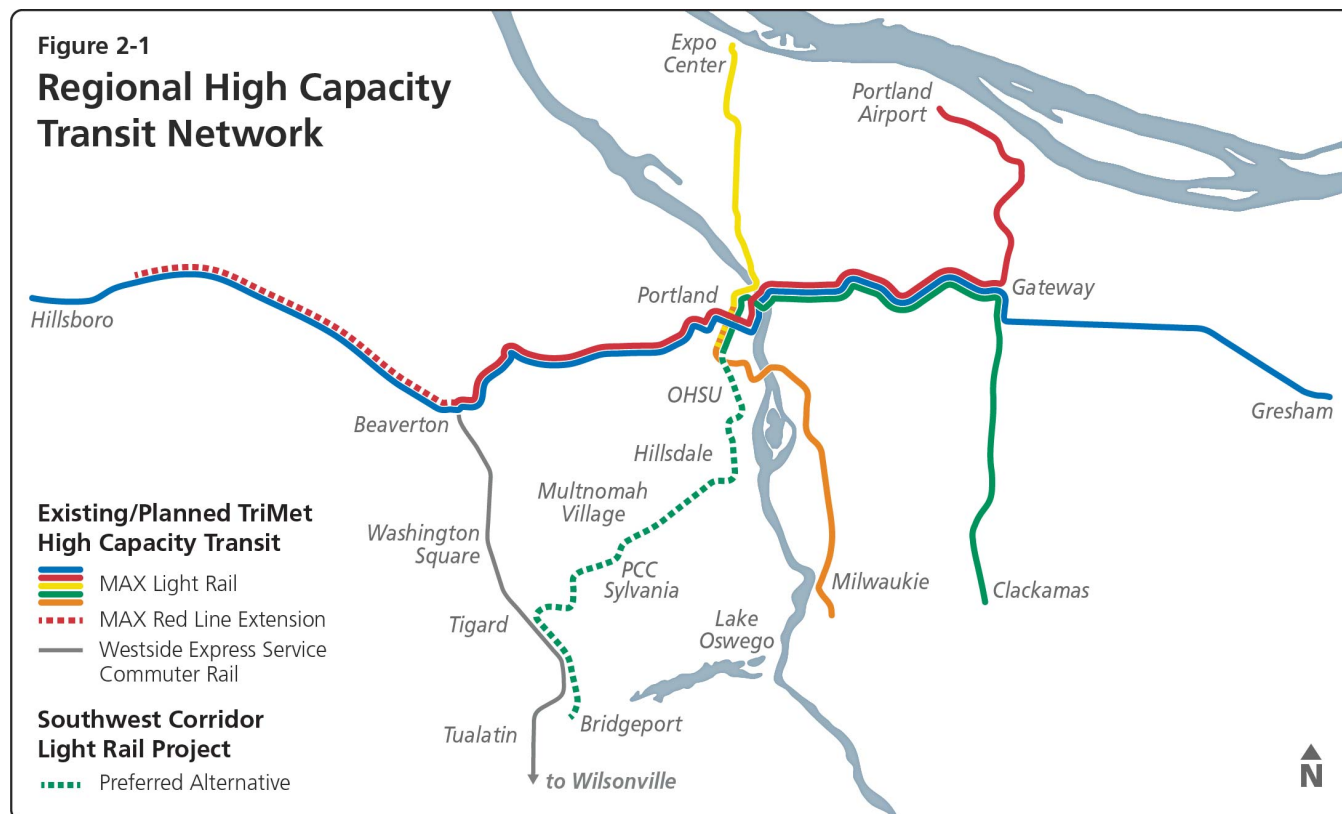 Figure 2-1
Regional High Capacity
Transit Network
Expo
Center
Portland
Airport
Portland
Gateway
Hillsboro
OHSU
Beaverton
Gresham
Hillsdale
Multnomah
Village
Washington
Square
PCC
Sylvania
Milwaukie
Clackamas
Tigard
Lake
Oswego
Tualatin
Bridgeport
to Wilsonville
Existing/Planned TriMet
High Capacity Transit
MAX Light Rail
MAX Red Line Extension
Westside Express Service
Commuter Rail
Southwest Corridor
Light Rail Project
Preferred Alternative
N